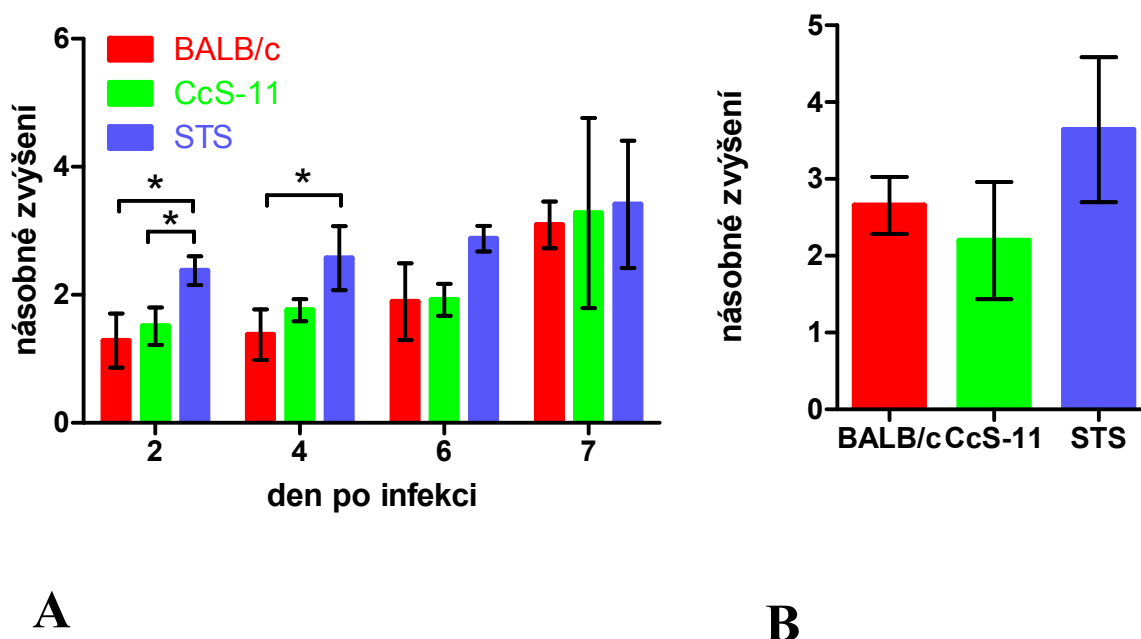 6
4
2
0
násobné zvýšení
BALB/c
CcS-11
STS
*
*
*
2 4 6 7
den po infekci
A
5
4
3
2
1
0
násobné zvýšení
BALB/c CcS-11 STS
B